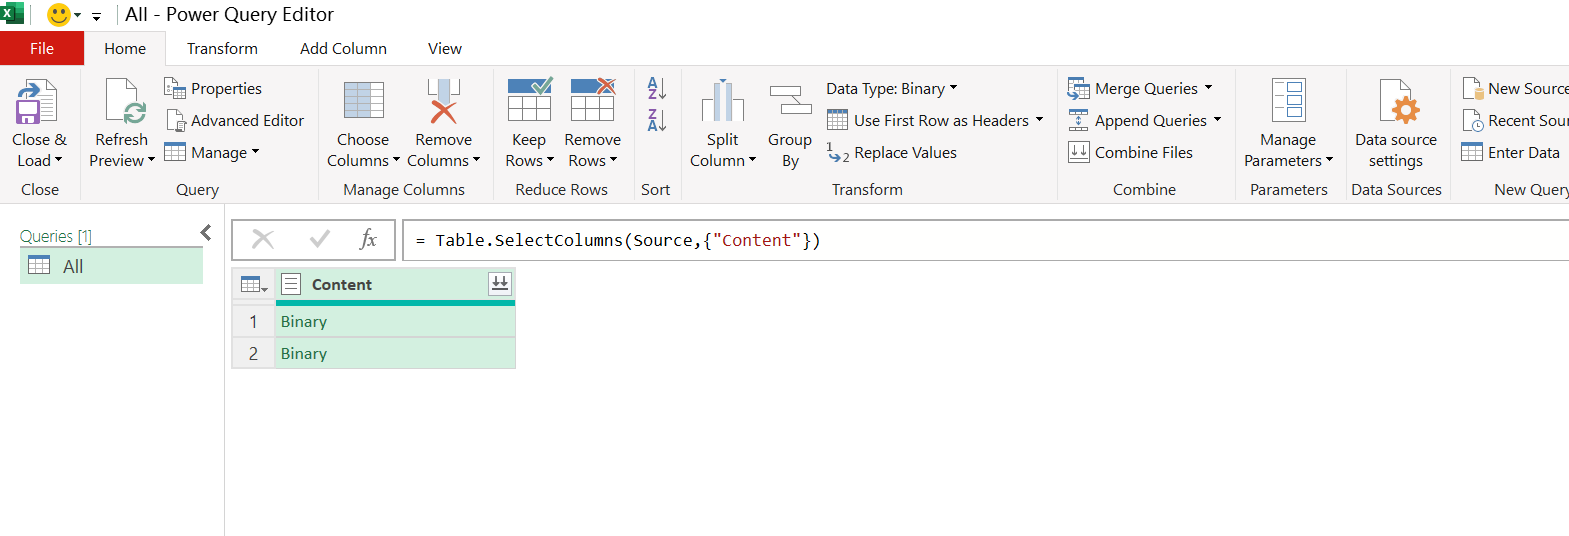 All - Power Query Editor
File Home Transform Add Column View
Close & Load
Close
Refresh Preview
Properties
Advanced Editor
Manage
Query
Choose Columns
Remove Columns
Manage Columns
Keep Rows
Remove Rows
Reduce Rows
A Z
Z A
Sort
Split Column
Group By
Data Type: Binary
Use First Row as Headers
1 2 Replace Values
Transform
Merge Queries
Append Queries
Combine Files
Combine
Manage Parameters
Parameters
Data source settings
Data Sources
New Source
Recent Sou
Enter Data
New Query
Queries [1]
All
fx = Table.SelectColumns(Source,{"Content"})
Content
1 Binary
2 Binary